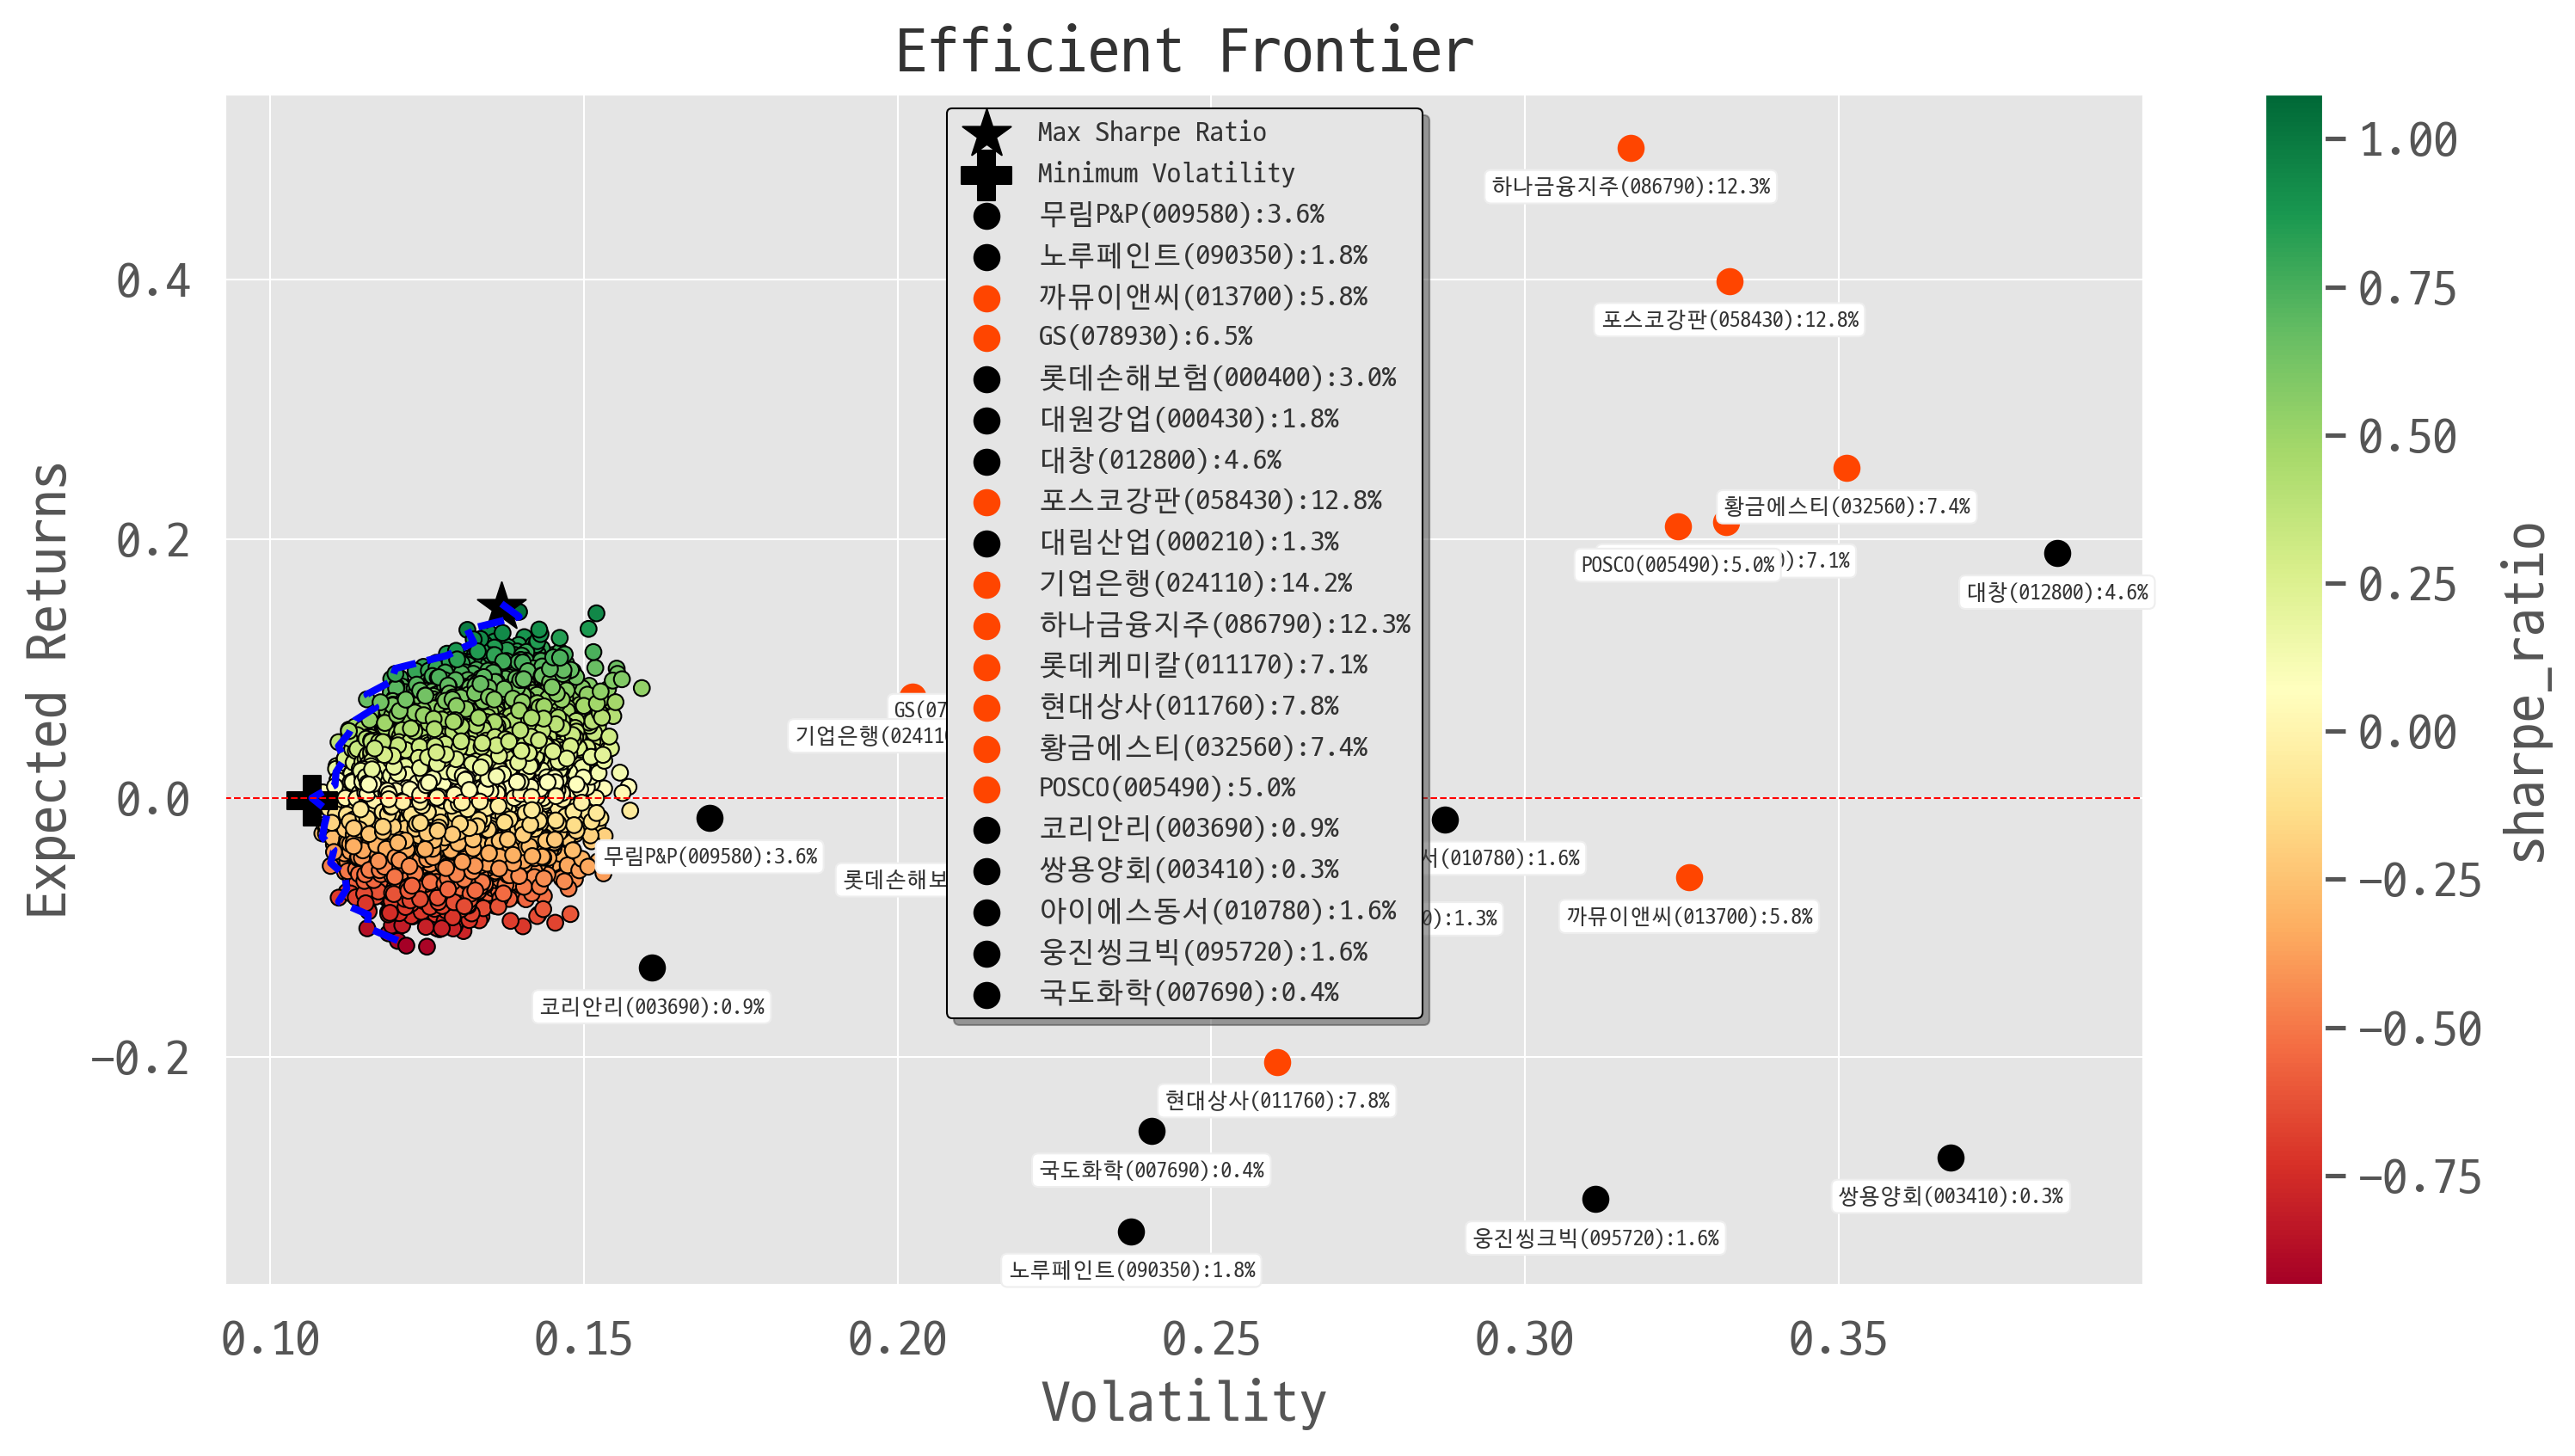 Efficient Frontier
Max Sharpe Ratio
Minimum Volatility
무림P&P(009580):3.6%
노루페인트(090350):1.8%
까뮤이앤씨(013700):5.8%
GS(078930):6.5%
롯데손해보험(000400):3.0%
대원강업(000430):1.8%
대창(012800):4.6%
포스코강판(058430):12.8%
대림산업(000210):1.3%
기업은행(024110):14.2%
하나금융지주(086790):12.3%
롯데케미칼(011170):7.1%
현대상사(011760):7.8%
황금에스티(032560):7.4%
POSCO(005490):5.0%
코리안리(003690):0.9%
쌍용양회(003410):0.3%
아이에스동서(010780):1.6%
웅진씽크빅(095720):1.6%
국도화학(007690):0.4%
하나금융지주(086790):12.3%
포스코강판(058430):12.8%
황금에스티(032560):7.4%
POSCO(005490):5.0%
):7.1%
대창(012800):4.6%
GS(07
기업은행(024110
무림P&P(009580):3.6%
롯데손해보
서(010780):1.6%
0):1.3%
까뮤이앤씨(013700):5.8%
코리안리(003690):0.9%
현대상사(011760):7.8%
국도화학(007690):0.4%
쌍용양회(003410):0.3%
웅진씽크빅(095720):1.6%
노루페인트(090350):1.8%
0.4
0.2
0.0
−0.2
Expected Returns
0.10
0.15
0.20
0.25
0.30
0.35
Volatility
1.00
0.75
0.50
0.25
0.00
−0.25
−0.50
−0.75
sharpe_ratio